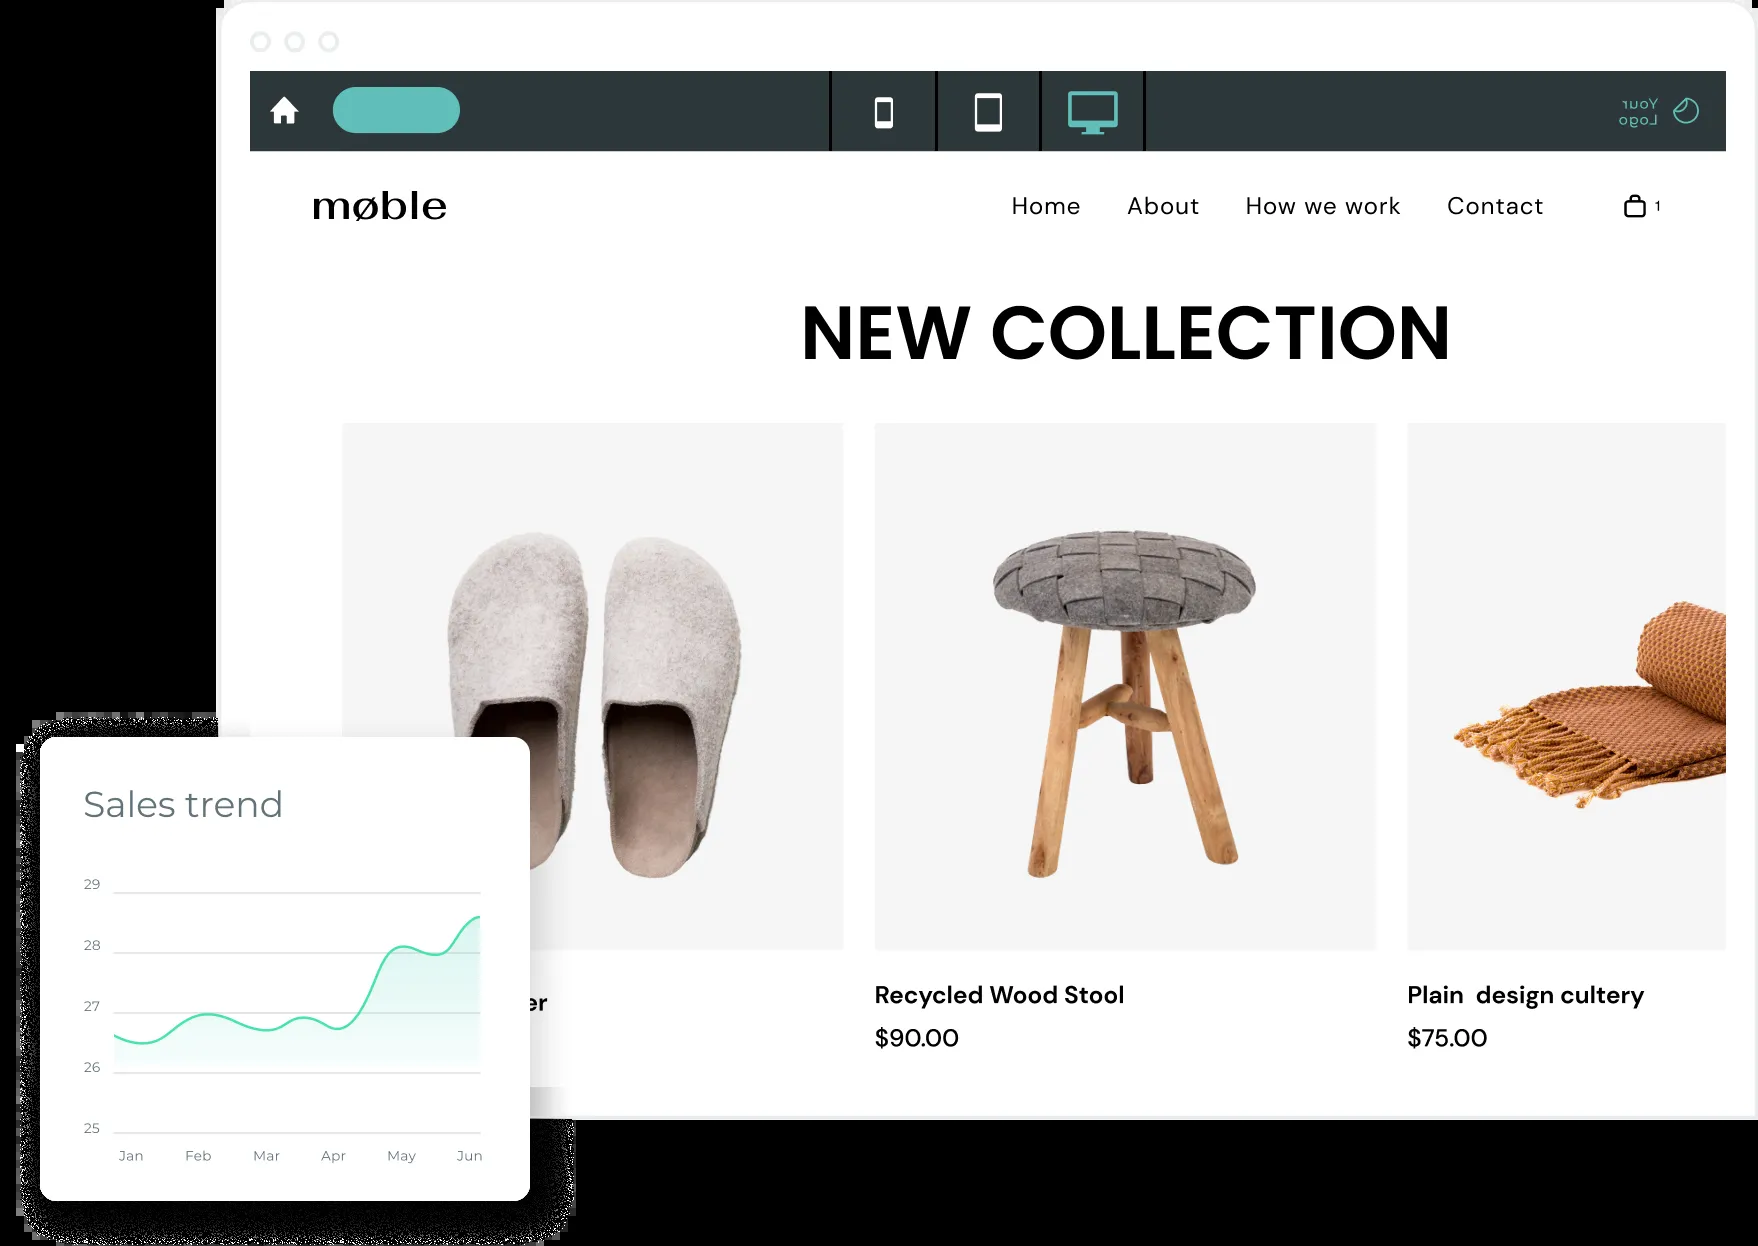 Your
Logo
møble
Home About How we work Contact 1
NEW COLLECTION
er
Recycled Wood Stool
$90.00
Plain design cultery
$75.00
Sales trend
29
28
27
26
25
Jan Feb Mar Apr May Jun